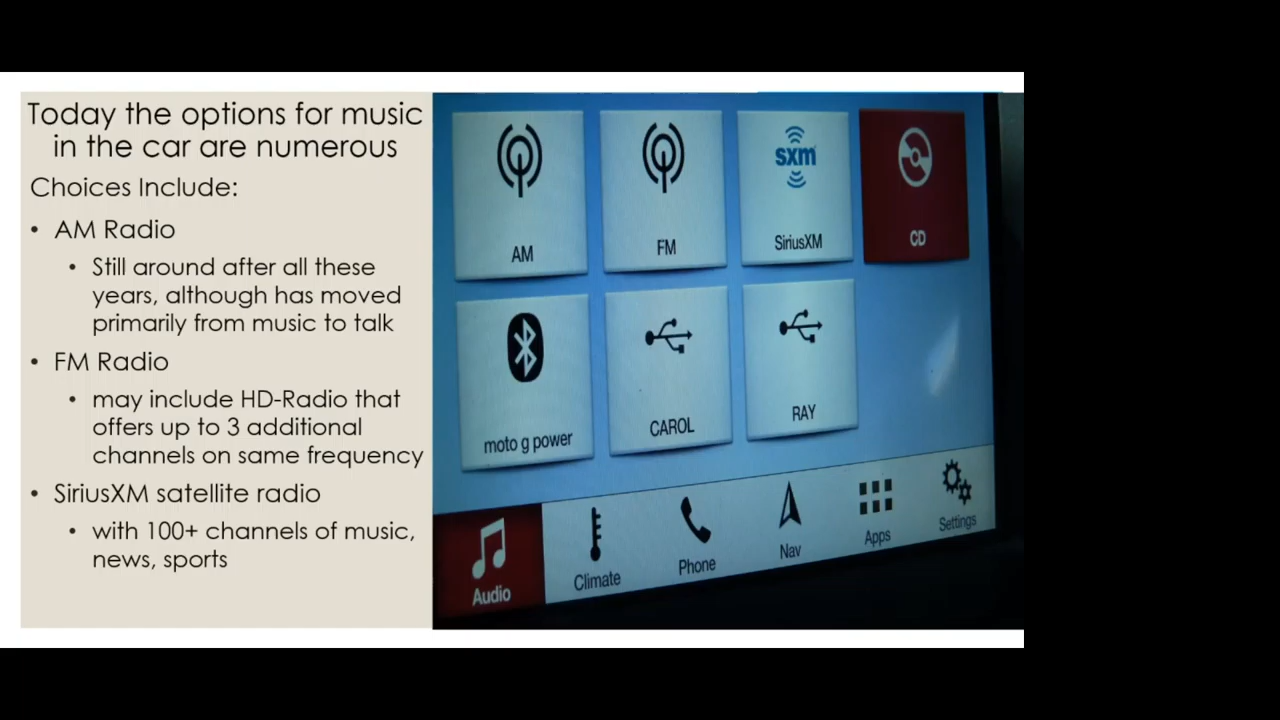 Today the options for music
in the car are numerous
Choices Include:
• AM Radio
• Still around after all these
years, although has moved
primarily from music to talk
• FM Radio
• may include HD-Radio that
offers up to 3 additional
channels on same frequency
• SiriusXM satellite radio
• with 100+ channels of music,
news, sports
AM
FM
sxm
SiriusXM
CD
moto g power
CAROL
RAY
Audio
Climate
Phone
Nav
Apps
Settings